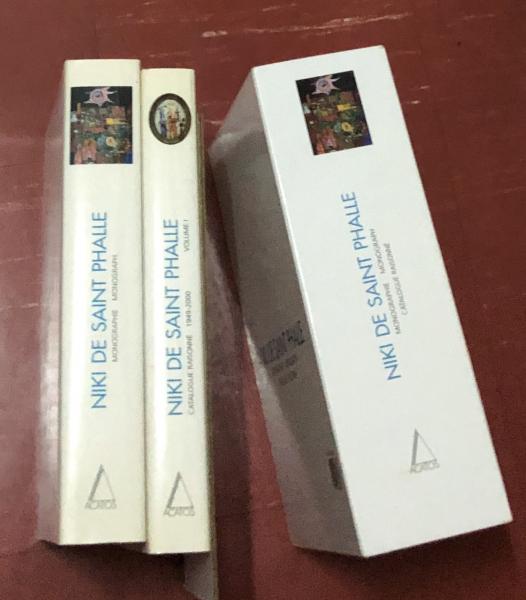 NIKI DE SAINT PHALLE
MONOGRAPHIE MONOGRAPH
ACATOS
NIKI DE SAINT PHALLE
CATALOGUE RAISONNÉ 1949-2000 VOLUME I
ACATOS
NIKI DE SAINT PHALLE
MONOGRAPHIE MONOGRAPH
CATALOGUE RAISONNÉ
ACATOS